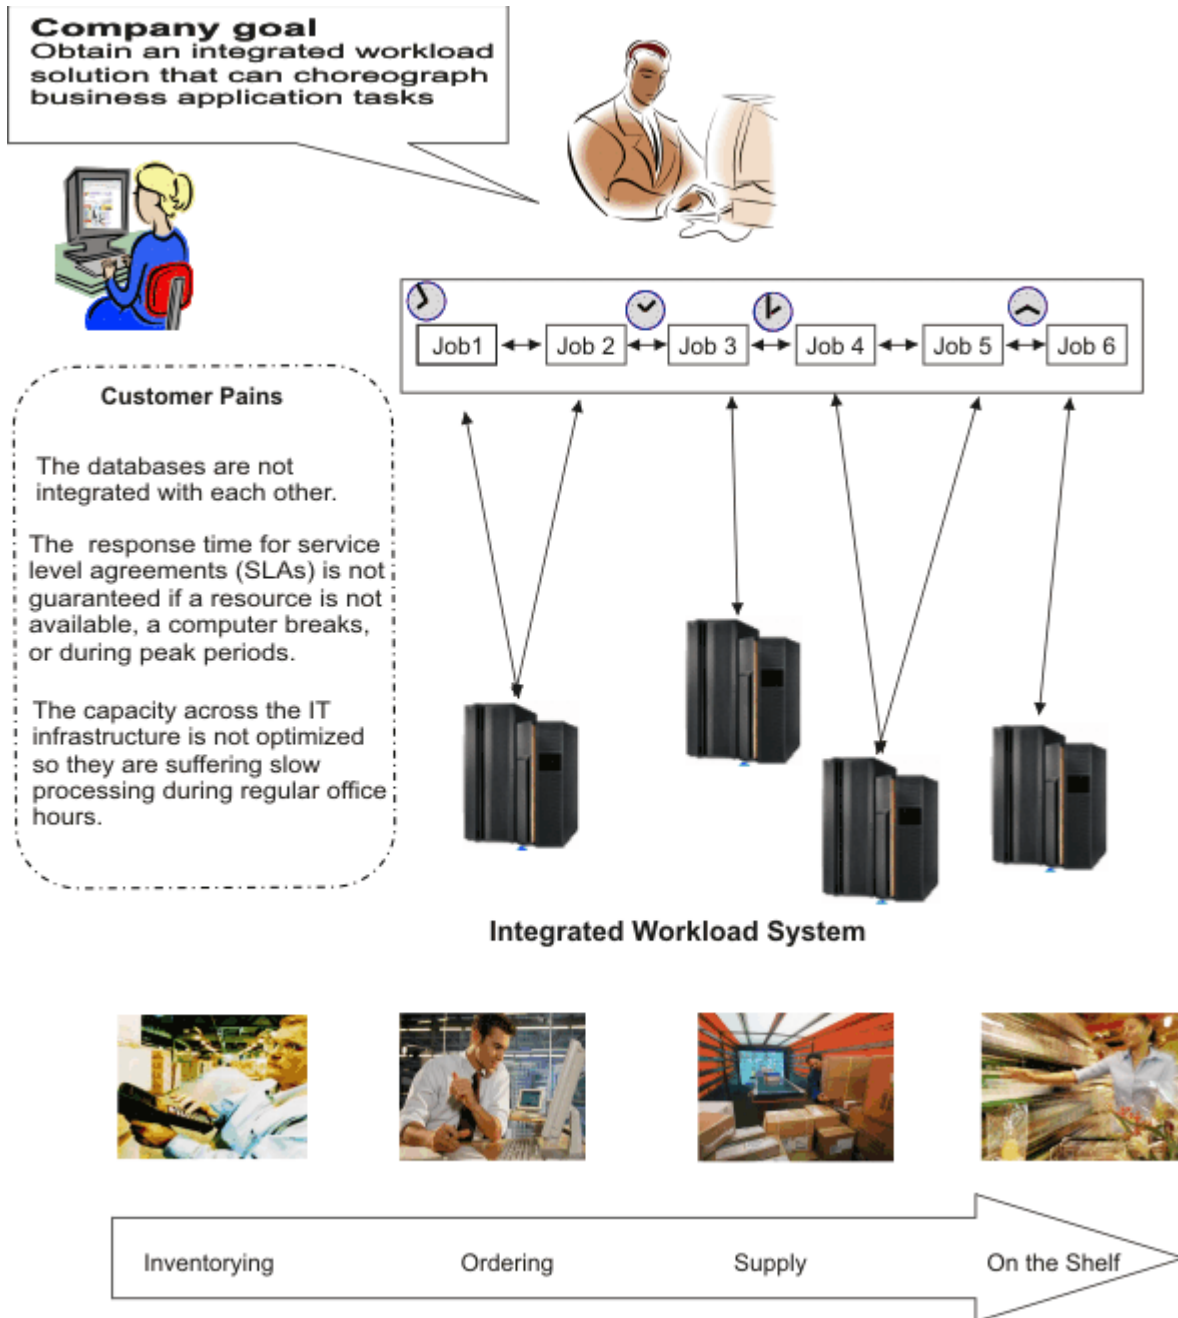 Company goal
Obtain an integrated workload
solution that can choreograph
business application tasks
Job1
Job 2
Job 3
Job 4
Job 5
Job 6
Customer Pains
The databases are not
integrated with each other.
The response time for service
level agreements (SLAs) is not
guaranteed if a resource is not
available, a computer breaks,
or during peak periods.
The capacity across the IT
infrastructure is not optimized
so they are suffering slow
processing during regular office
hours.
Integrated Workload System
Inventorying
Ordering
Supply
On the Shelf